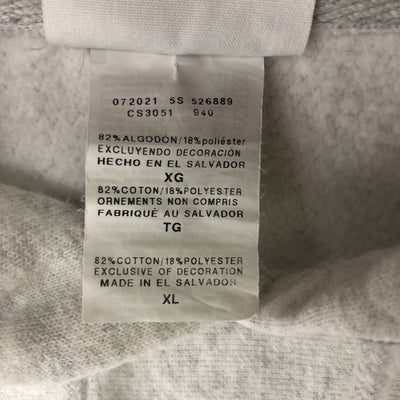 072021 5S 526889
CS3051 940
82%ALGODÓN/18%poliéster
EXCLUYENDO DECORACIÓN
HECHO EN EL SALVADOR
XG
82%COTON/18%POLYESTER
ORNEMENTS NON COMPRIS
FABRIQUÉ AU SALVADOR
TG
82%COTTON/18%POLYESTER
EXCLUSIVE OF DECORATION
MADE IN EL SALVADOR
XL